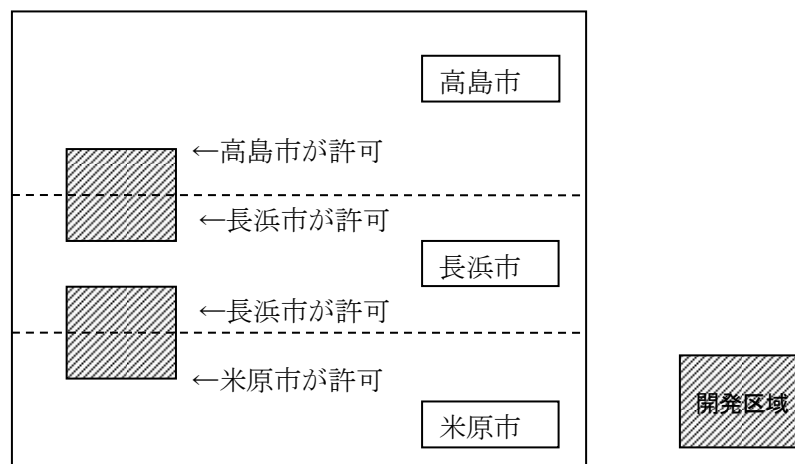 高島市
←高島市が許可
←長浜市が許可
長浜市
←長浜市が許可
←米原市が許可
開発区域
米原市